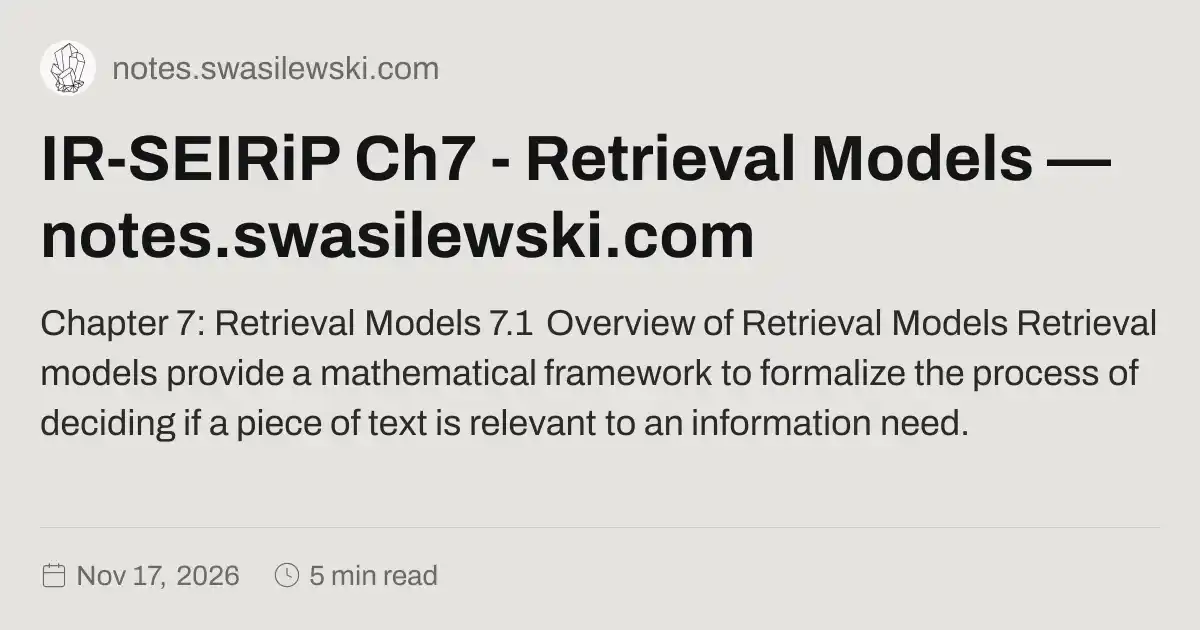 notes.swasilewski.com
IR-SEIRiP Ch7 - Retrieval Models —
notes.swasilewski.com
Chapter 7: Retrieval Models 7.1 Overview of Retrieval Models Retrieval
models provide a mathematical framework to formalize the process of
deciding if a piece of text is relevant to an information need.
Nov 17, 2026 5 min read